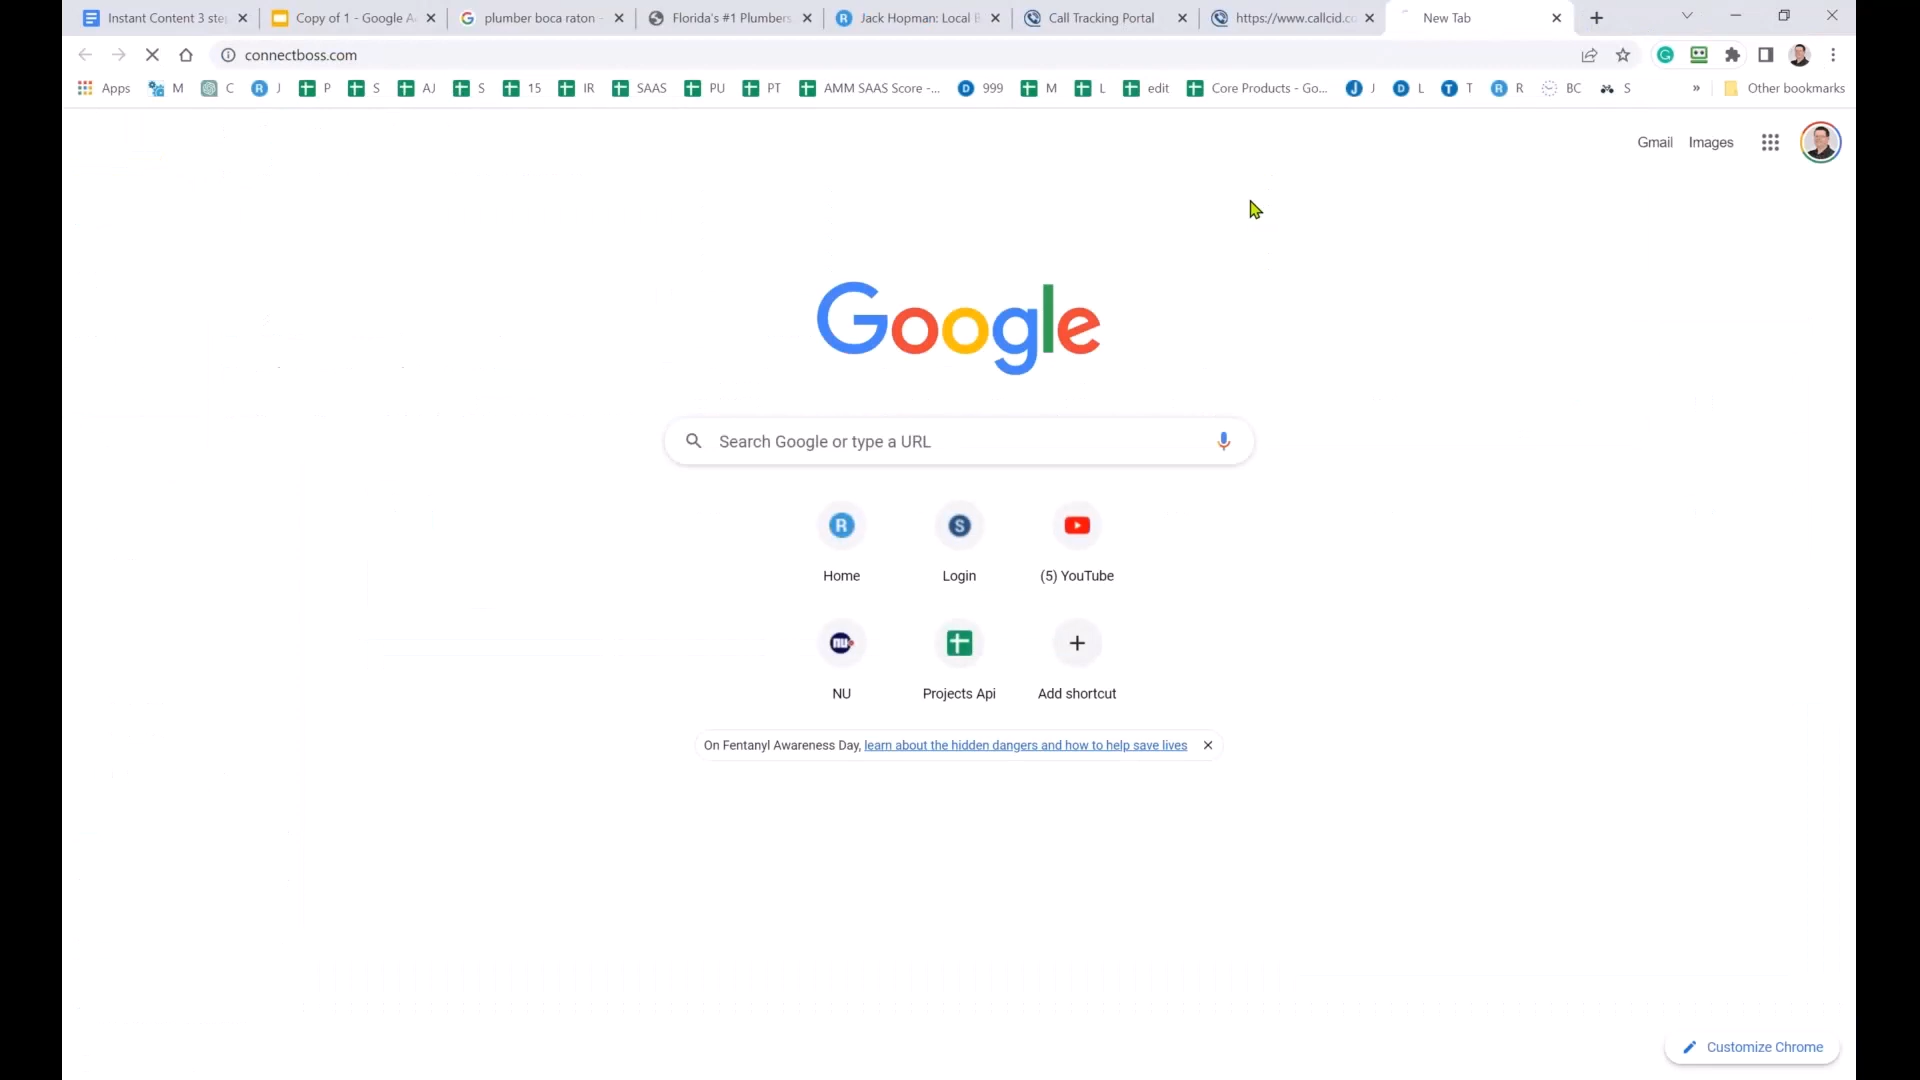 Instant Content 3 ste
Copy of 1 - Google A
plumber boca raton -
Florida's #1 Plumbers
Jack Hopman: Local B
Call Tracking Portal
https://www.callcid.co
New Tab
connectboss.com
Apps M C J P S AJ S 15 IR SAAS PU PT AMM SAAS Score -... 999 M L edit Core Products - Go... J L T R BC S » Other bookmarks
Gmail Images
Google
Search Google or type a URL
Home Login (5) YouTube
NU Projects Api Add shortcut
On Fentanyl Awareness Day, learn about the hidden dangers and how to help save lives
Customize Chrome